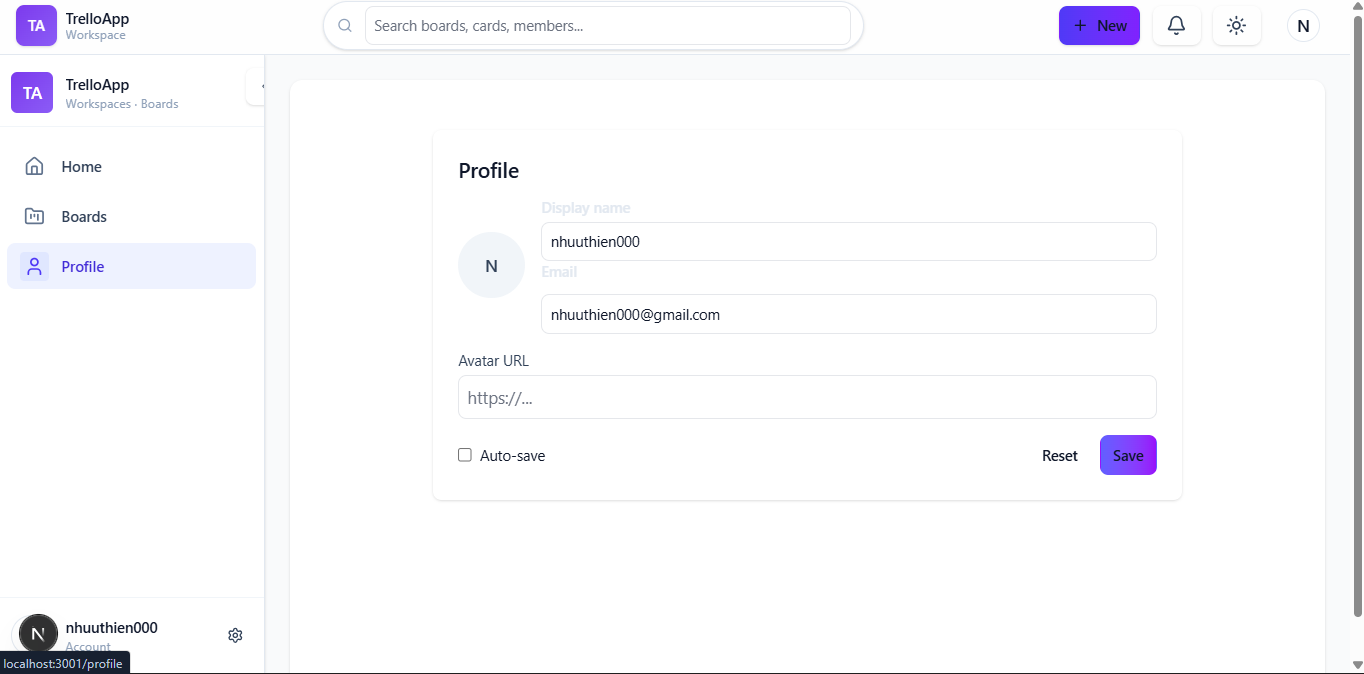 TA
TrelloApp
Workspace
Search boards, cards, members...
+ New
N
TA
TrelloApp
Workspaces · Boards
Home
Boards
Profile
Profile
Display name
nhuuthien000
N
Email
nhuuthien000@gmail.com
Avatar URL
https://...
Auto-save
Reset
Save
N
nhuuthien000
Account
localhost:3001/profile